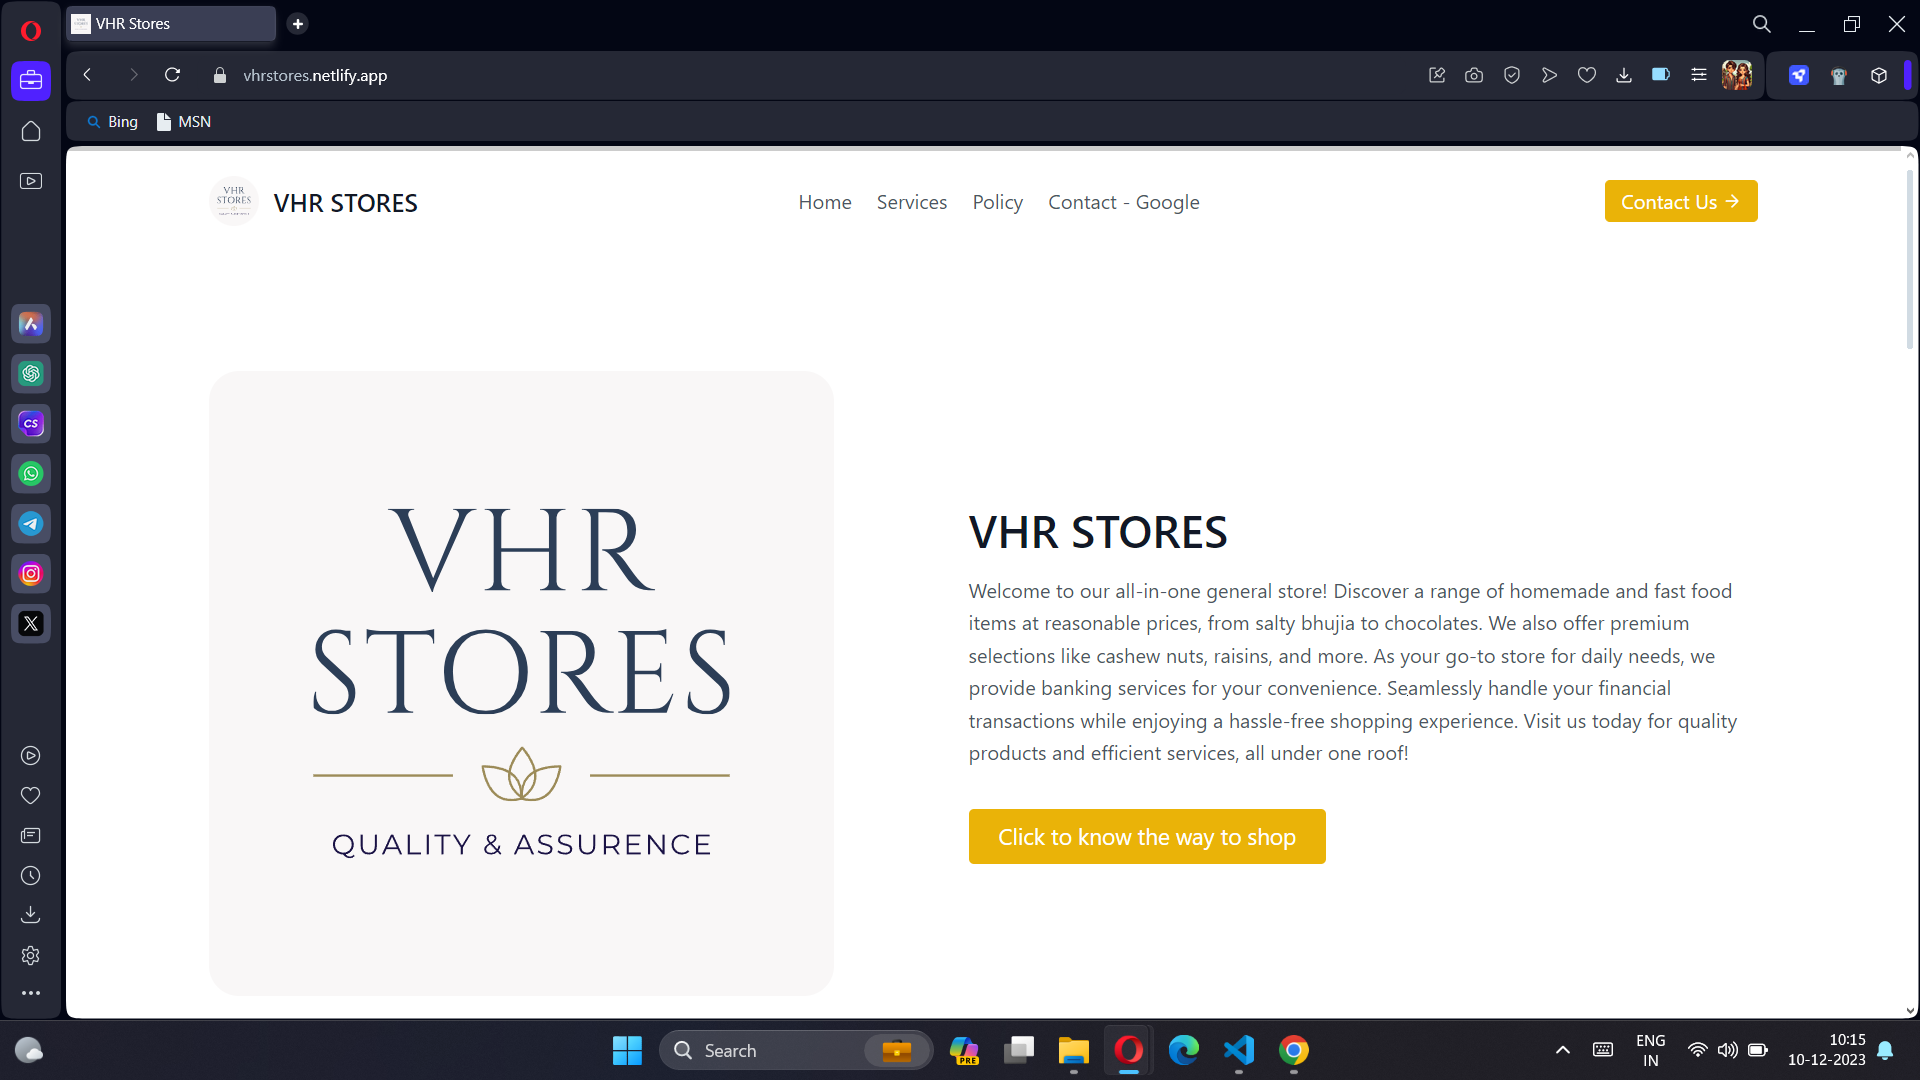 VHR Stores
vhrstores.netlify.app
Bing
MSN
VHR
STORES
VHR STORES
Home
Services
Policy
Contact - Google
Contact Us
VHR
STORES
QUALITY & ASSURENCE
VHR STORES
Welcome to our all-in-one general store! Discover a range of homemade and fast food
items at reasonable prices, from salty bhujia to chocolates. We also offer premium
selections like cashew nuts, raisins, and more. As your go-to store for daily needs, we
provide banking services for your convenience. Seamlessly handle your financial
transactions while enjoying a hassle-free shopping experience. Visit us today for quality
products and efficient services, all under one roof!
Click to know the way to shop
CS
Search
PRE
ENG
IN
10:15
10-12-2023